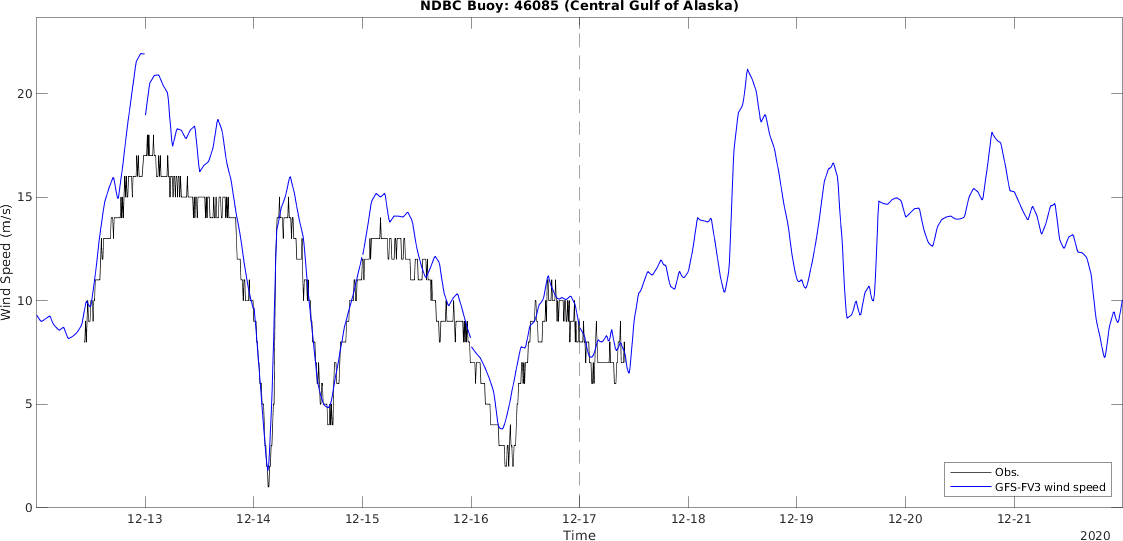 NDBC Buoy: 46085 (Central Gulf of Alaska)
20
15
10
5
0
Wind Speed (m/s)
12-13 12-14 12-15 12-16 12-17 12-18 12-19 12-20 12-21
Time
2020
Obs.
GFS-FV3 wind speed